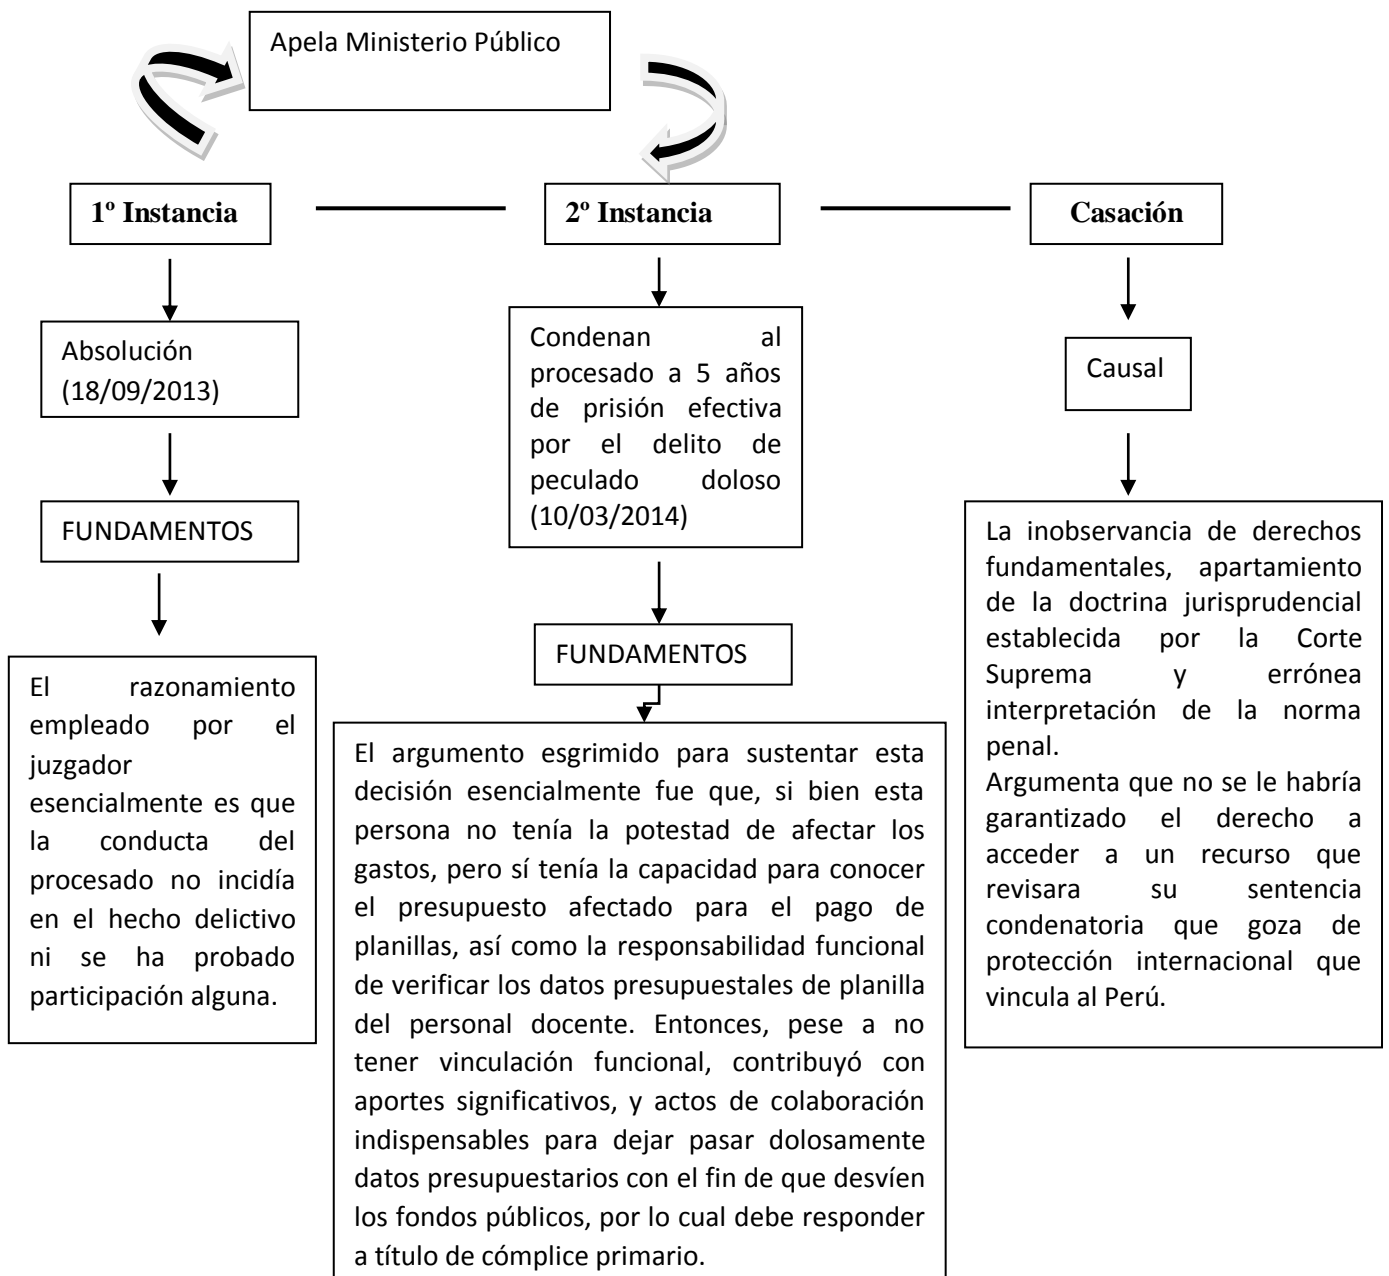 Apela Ministerio Público
1º Instancia
2º Instancia
Casación
Absolución
(18/09/2013)
FUNDAMENTOS
El razonamiento
empleado por el
juzgador
esencialmente es que
la conducta del
procesado no incidía
en el hecho delictivo
ni se ha probado
participación alguna.
Condenan al
procesado a 5 años
de prisión efectiva
por el delito de
peculado doloso
(10/03/2014)
FUNDAMENTOS
El argumento esgrimido para sustentar esta
decisión esencialmente fue que, si bien esta
persona no tenía la potestad de afectar los
gastos, pero sí tenía la capacidad para conocer
el presupuesto afectado para el pago de
planillas, así como la responsabilidad funcional
de verificar los datos presupuestales de planilla
del personal docente. Entonces, pese a no
tener vinculación funcional, contribuyó con
aportes significativos, y actos de colaboración
indispensables para dejar pasar dolosamente
datos presupuestarios con el fin de que desvíen
los fondos públicos, por lo cual debe responder
a título de cómplice primario.
Causal
La inobservancia de derechos
fundamentales, apartamiento
de la doctrina jurisprudencial
establecida por la Corte
Suprema y errónea
interpretación de la norma
penal.
Argumenta que no se le habría
garantizado el derecho a
acceder a un recurso que
revisara su sentencia
condenatoria que goza de
protección internacional que
vincula al Perú.